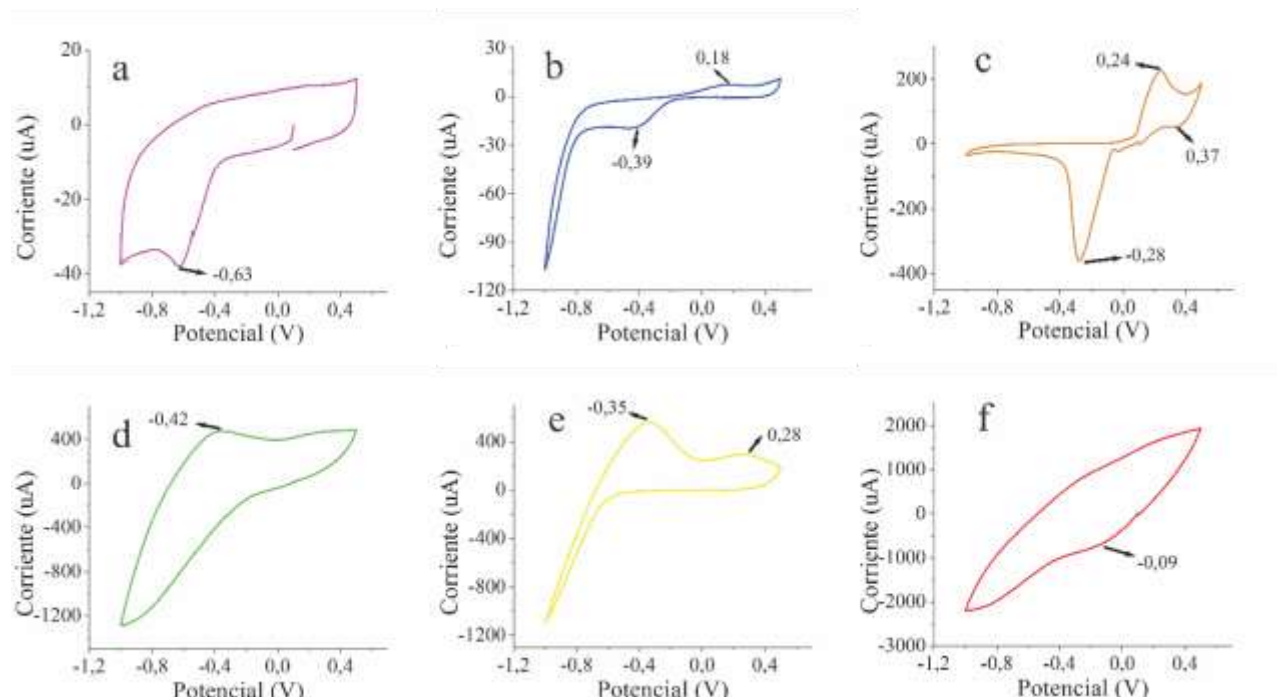 a
20
0
-20
-40
-0,63
-1,2 -0,8 -0,4 0,0 0,4
Corriente (uA)
Potencial (V)
b
30
0
-30
-60
-90
-120
0,18
-0,39
-1,2 -0,8 -0,4 0,0 0,4
Corriente (uA)
Potencial (V)
c
200
0
-200
-400
0,24
0,37
-0,28
-1,2 -0,8 -0,4 0,0 0,4
Corriente (uA)
Potencial (V)
d
400
0
-400
-800
-1200
-0,42
-1,2 -0,8 -0,4 0,0 0,4
Corriente (uA)
Potencial (V)
e
400
0
-400
-800
-1200
-0,35
0,28
-1,2 -0,8 -0,4 0,0 0,4
Corriente (uA)
Potencial (V)
f
2000
1000
0
-1000
-2000
-3000
-0,09
-1,2 -0,8 -0,4 0,0 0,4
Corriente (uA)
Potencial (V)